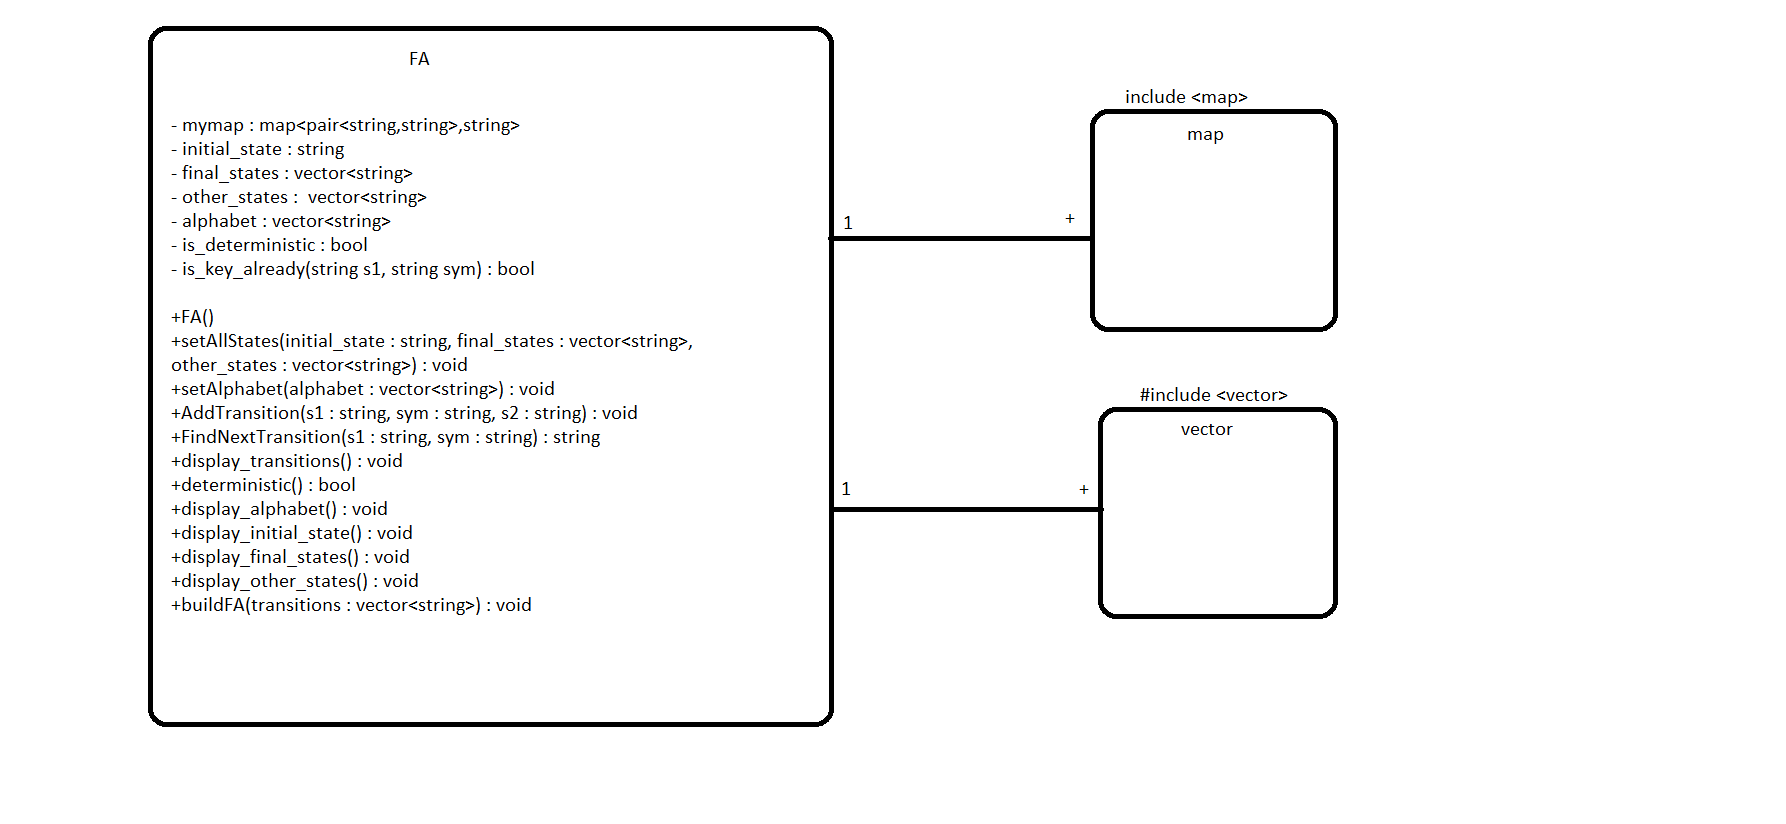 FA
- mymap : map<pair<string,string>,string>
- initial_state : string
- final_states : vector<string>
- other_states :  vector<string>
- alphabet : vector<string>
- is_deterministic : bool
- is_key_already(string s1, string sym) : bool
+FA()
+setAllStates(initial_state : string, final_states : vector<string>,
other_states : vector<string>) : void
+setAlphabet(alphabet : vector<string>) : void
+AddTransition(s1 : string, sym : string, s2 : string) : void
+FindNextTransition(s1 : string, sym : string) : string
+display_transitions() : void
+deterministic() : bool
+display_alphabet() : void
+display_initial_state() : void
+display_final_states() : void
+display_other_states() : void
+buildFA(transitions : vector<string>) : void
1
+
include <map>
map
1
+
#include <vector>
vector